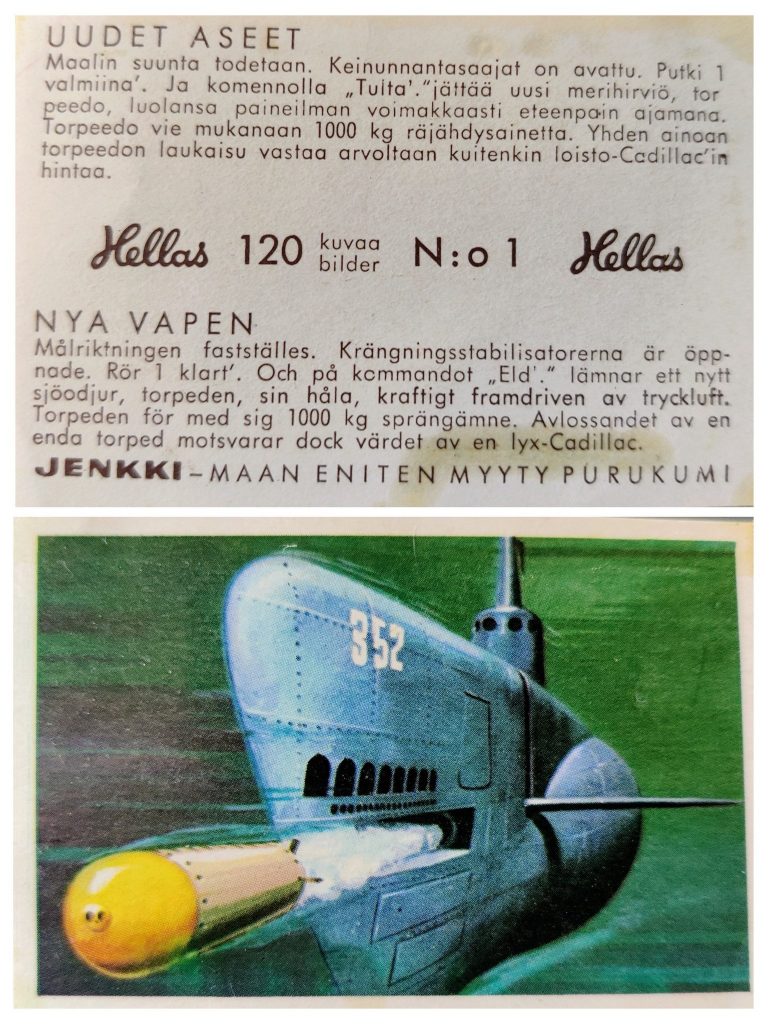 UUDET ASEET
Maalin suunta todetaan. Keinunnantasaajat on avattu. Putki 1
valmiina'. Ja komennolla „Tulta'."jättää uusi merihirviö, tor
peedo, luolansa paineilman voimakkaasti eteenpäin ajamana.
Torpeedo vie mukanaan 1000 kg räjähdysainetta. Yhden ainoan
torpeedon laukaisu vastaa arvoltaan kuitenkin loisto-Cadillac'in
hintaa.
Hellas 120 kuvaa bilder N:o 1 Hellas
NYA VAPEN
Målriktningen fastställes. Krängningsstabilisatorerna är öpp-
nade. Rör 1 klart'. Och på kommandot „Eld'." lämnar ett nytt
sjöodjur, torpeden, sin håla, kraftigt framdriven av tryckluft.
Torpeden för med sig 1000 kg sprängämne. Avlossandet av en
enda torped motsvarar dock värdet av en lyx-Cadillac.
JENKKI – MAAN ENITEN MYYTY PURUKUMI
352